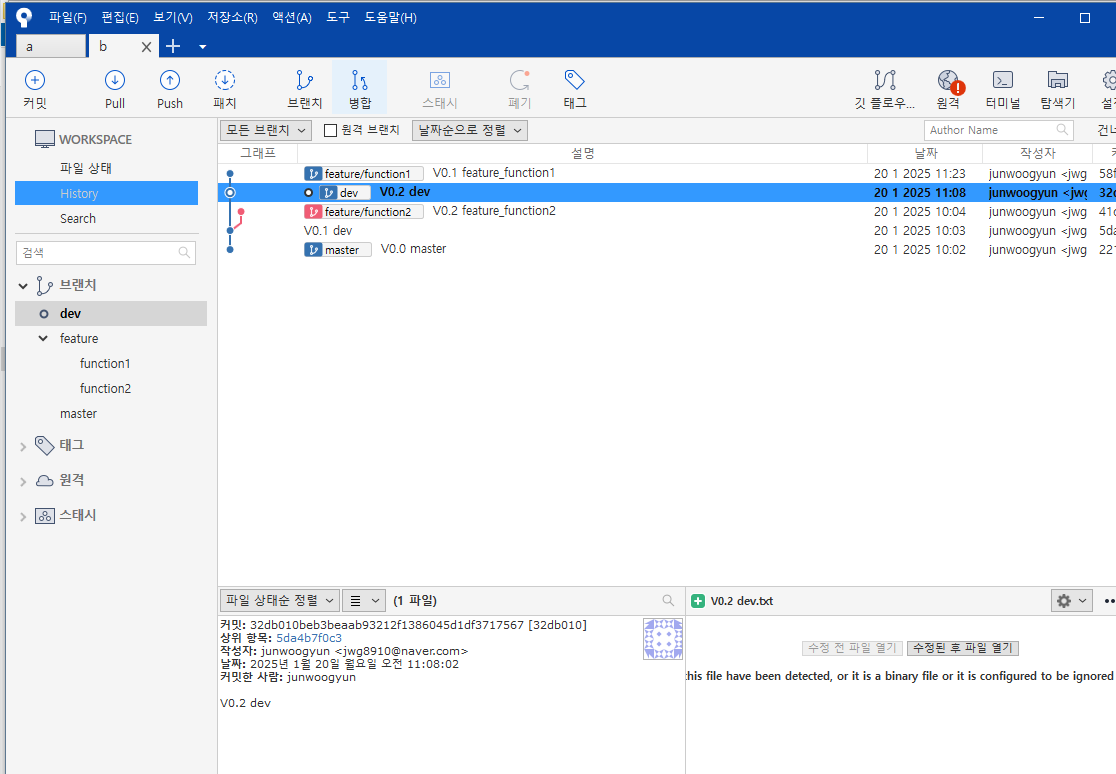 파일(F) 편집(E) 보기(V) 저장소(R) 액션(A) 도구 도움말(H)
a b
커밋 Pull Push 패치 브랜치 병합 스태시 폐기 태그 깃 플로우... 원격 터미널 탐색기
WORKSPACE
파일 상태
History
Search
검색
브랜치
dev
feature
function1
function2
master
태그
원격
스태시
모든 브랜치 원격 브랜치 날짜순으로 정렬 Author Name 건너
그래프 설명 날짜 작성자
feature/function1 V0.1 feature_function1 20 1 2025 11:23 junwoogyun <jwg 58f
dev V0.2 dev 20 1 2025 11:08 junwoogyun <jwg 32d
feature/function2 V0.2 feature_function2 20 1 2025 10:04 junwoogyun <jwg 41c
V0.1 dev 20 1 2025 10:03 junwoogyun <jwg 5da
master V0.0 master 20 1 2025 10:02 junwoogyun <jwg 221
파일 상태순 정렬 (1 파일)
커밋: 32db010beb3beaab93212f1386045d1df3717567 [32db010]
상위 항목: 5da4b7f0c3
작성자: junwoogyun <jwg8910@naver.com>
날짜: 2025년 1월 20일 월요일 오전 11:08:02
커밋한 사람: junwoogyun
V0.2 dev
V0.2 dev.txt
수정 전 파일 열기 수정된 후 파일 열기
his file have been detected, or it is a binary file or it is configured to be ignored